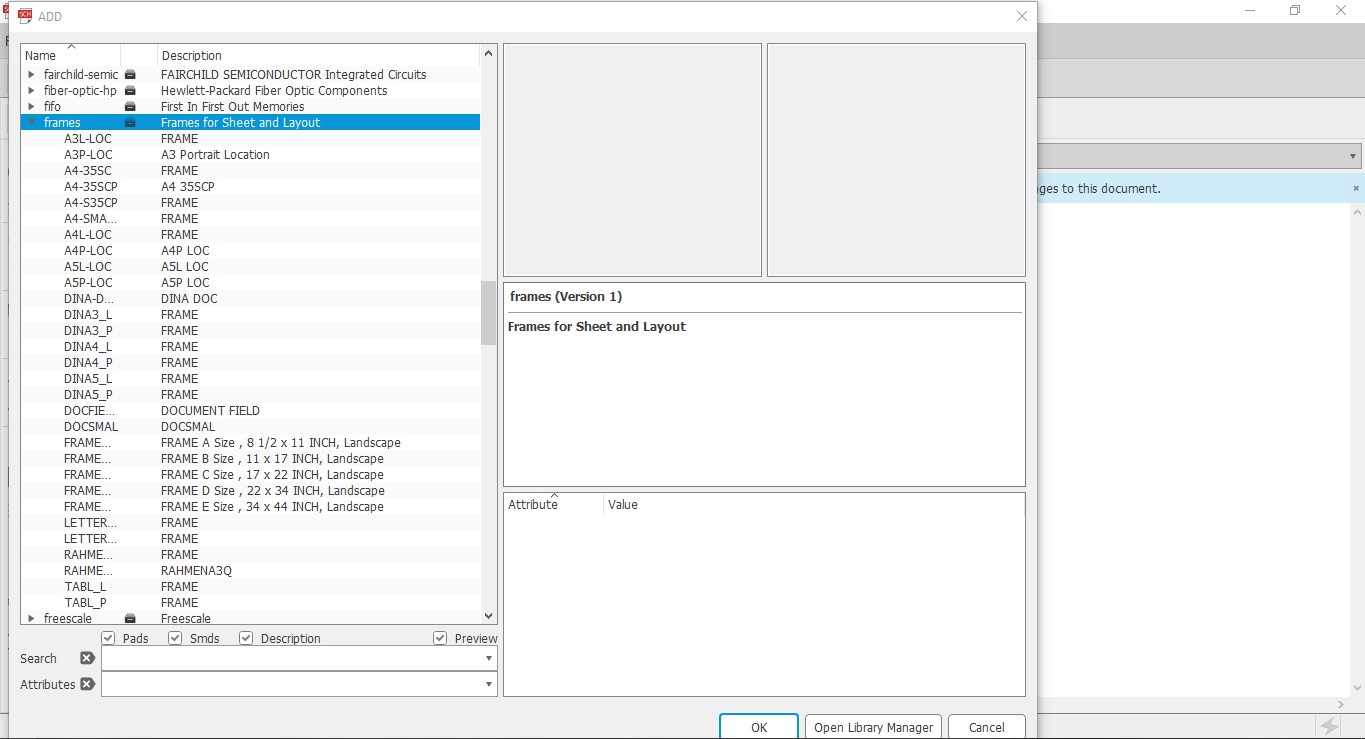 SCH ADD
Name Description
fairchild-semic FAIRCHILD SEMICONDUCTOR Integrated Circuits
fiber-optic-hp Hewlett-Packard Fiber Optic Components
fifo First In First Out Memories
frames Frames for Sheet and Layout
A3L-LOC FRAME
A3P-LOC A3 Portrait Location
A4-35SC FRAME
A4-35SCP A4 35SCP
A4-S35CP FRAME
A4-SMA... FRAME
A4L-LOC FRAME
A4P-LOC A4P LOC
A5L-LOC A5L LOC
A5P-LOC A5P LOC
DINA-D... DINA DOC
DINA3_L FRAME
DINA3_P FRAME
DINA4_L FRAME
DINA4_P FRAME
DINA5_L FRAME
DINA5_P FRAME
DOCFIE... DOCUMENT FIELD
DOCSMAL DOCSMAL
FRAME... FRAME A Size , 8 1/2 x 11 INCH, Landscape
FRAME... FRAME B Size , 11 x 17 INCH, Landscape
FRAME... FRAME C Size , 17 x 22 INCH, Landscape
FRAME... FRAME D Size , 22 x 34 INCH, Landscape
FRAME... FRAME E Size , 34 x 44 INCH, Landscape
LETTER... FRAME
LETTER... FRAME
RAHME... FRAME
RAHME... RAHMENA3Q
TABL_L FRAME
TABL_P FRAME
freescale Freescale
Pads Smds Description Preview
Search
Attributes
frames (Version 1)
Frames for Sheet and Layout
Attribute Value
OK Open Library Manager Cancel
to this document.